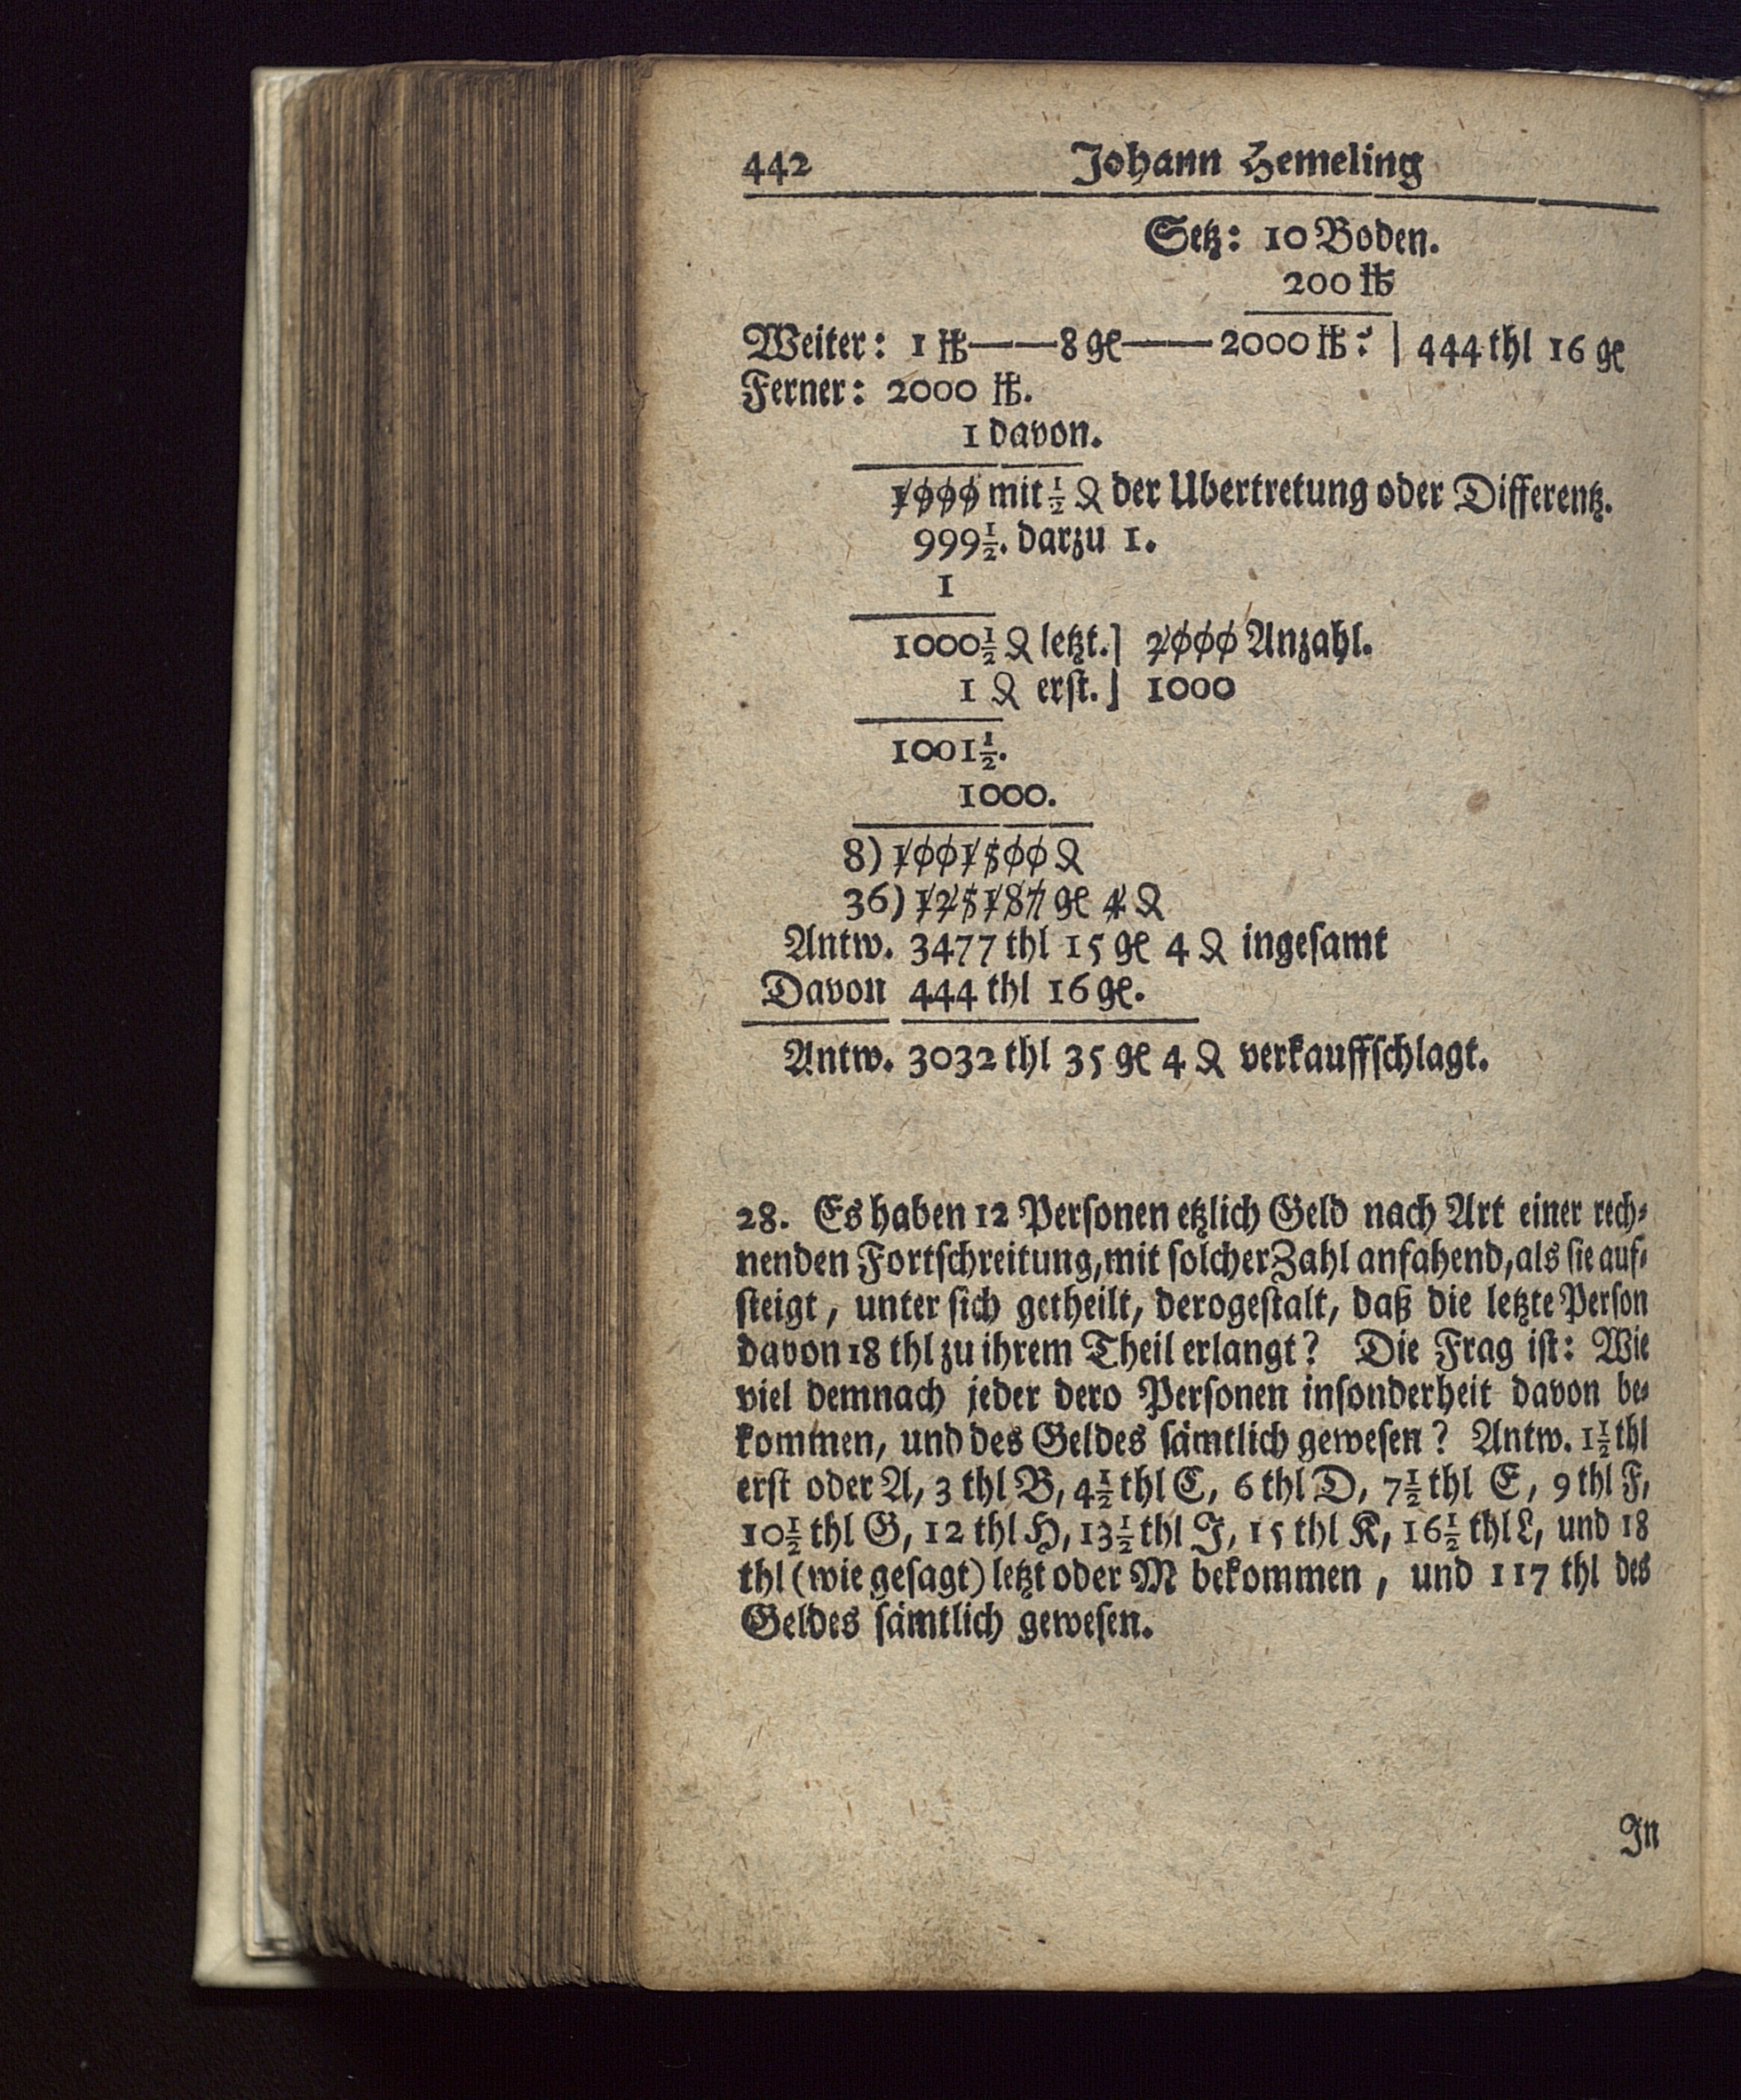 442 Johann Hemeling
Setz: 10 Boden.
200 ℔
Weiter: 1 ℔——8 gl——2000 ℔: | 444 thl 16 gl
Ferner: 2000 ℔.
1 davon.
1000 mit ½ ₰ der Ubertretung oder Differentz.
999½. darzu 1.
1
1000½ ₰ letzt.] 2000 Anzahl.
1 ₰ erst.] 1000
1001½.
1000.
8) 1001500 ₰
36) 125187 gl 4 ₰
Antw. 3477 thl 15 gl 4 ₰ ingesamt
Davon 444 thl 16 gl.
Antw. 3032 thl 35 gl 4 ₰ verkauffschlagt.
28. Es haben 12 Personen etzlich Geld nach Art einer rech-
nenden Fortschreitung, mit solcher Zahl anfahend, als sie auf-
steigt, unter sich getheilt, derogestalt, daß die letzte Person
davon 18 thl zu ihrem Theil erlangt? Die Frag ist: Wie
viel demnach jeder dero Personen insonderheit davon be-
kommen, und des Geldes sämtlich gewesen? Antw. 1½ thl
erst oder A, 3 thl B, 4½ thl C, 6 thl D, 7½ thl E, 9 thl F,
10½ thl G, 12 thl H, 13½ thl J, 15 thl K, 16½ thl L, und 18
thl (wie gesagt) letzt oder M bekommen, und 117 thl des
Geldes sämtlich gewesen.
In